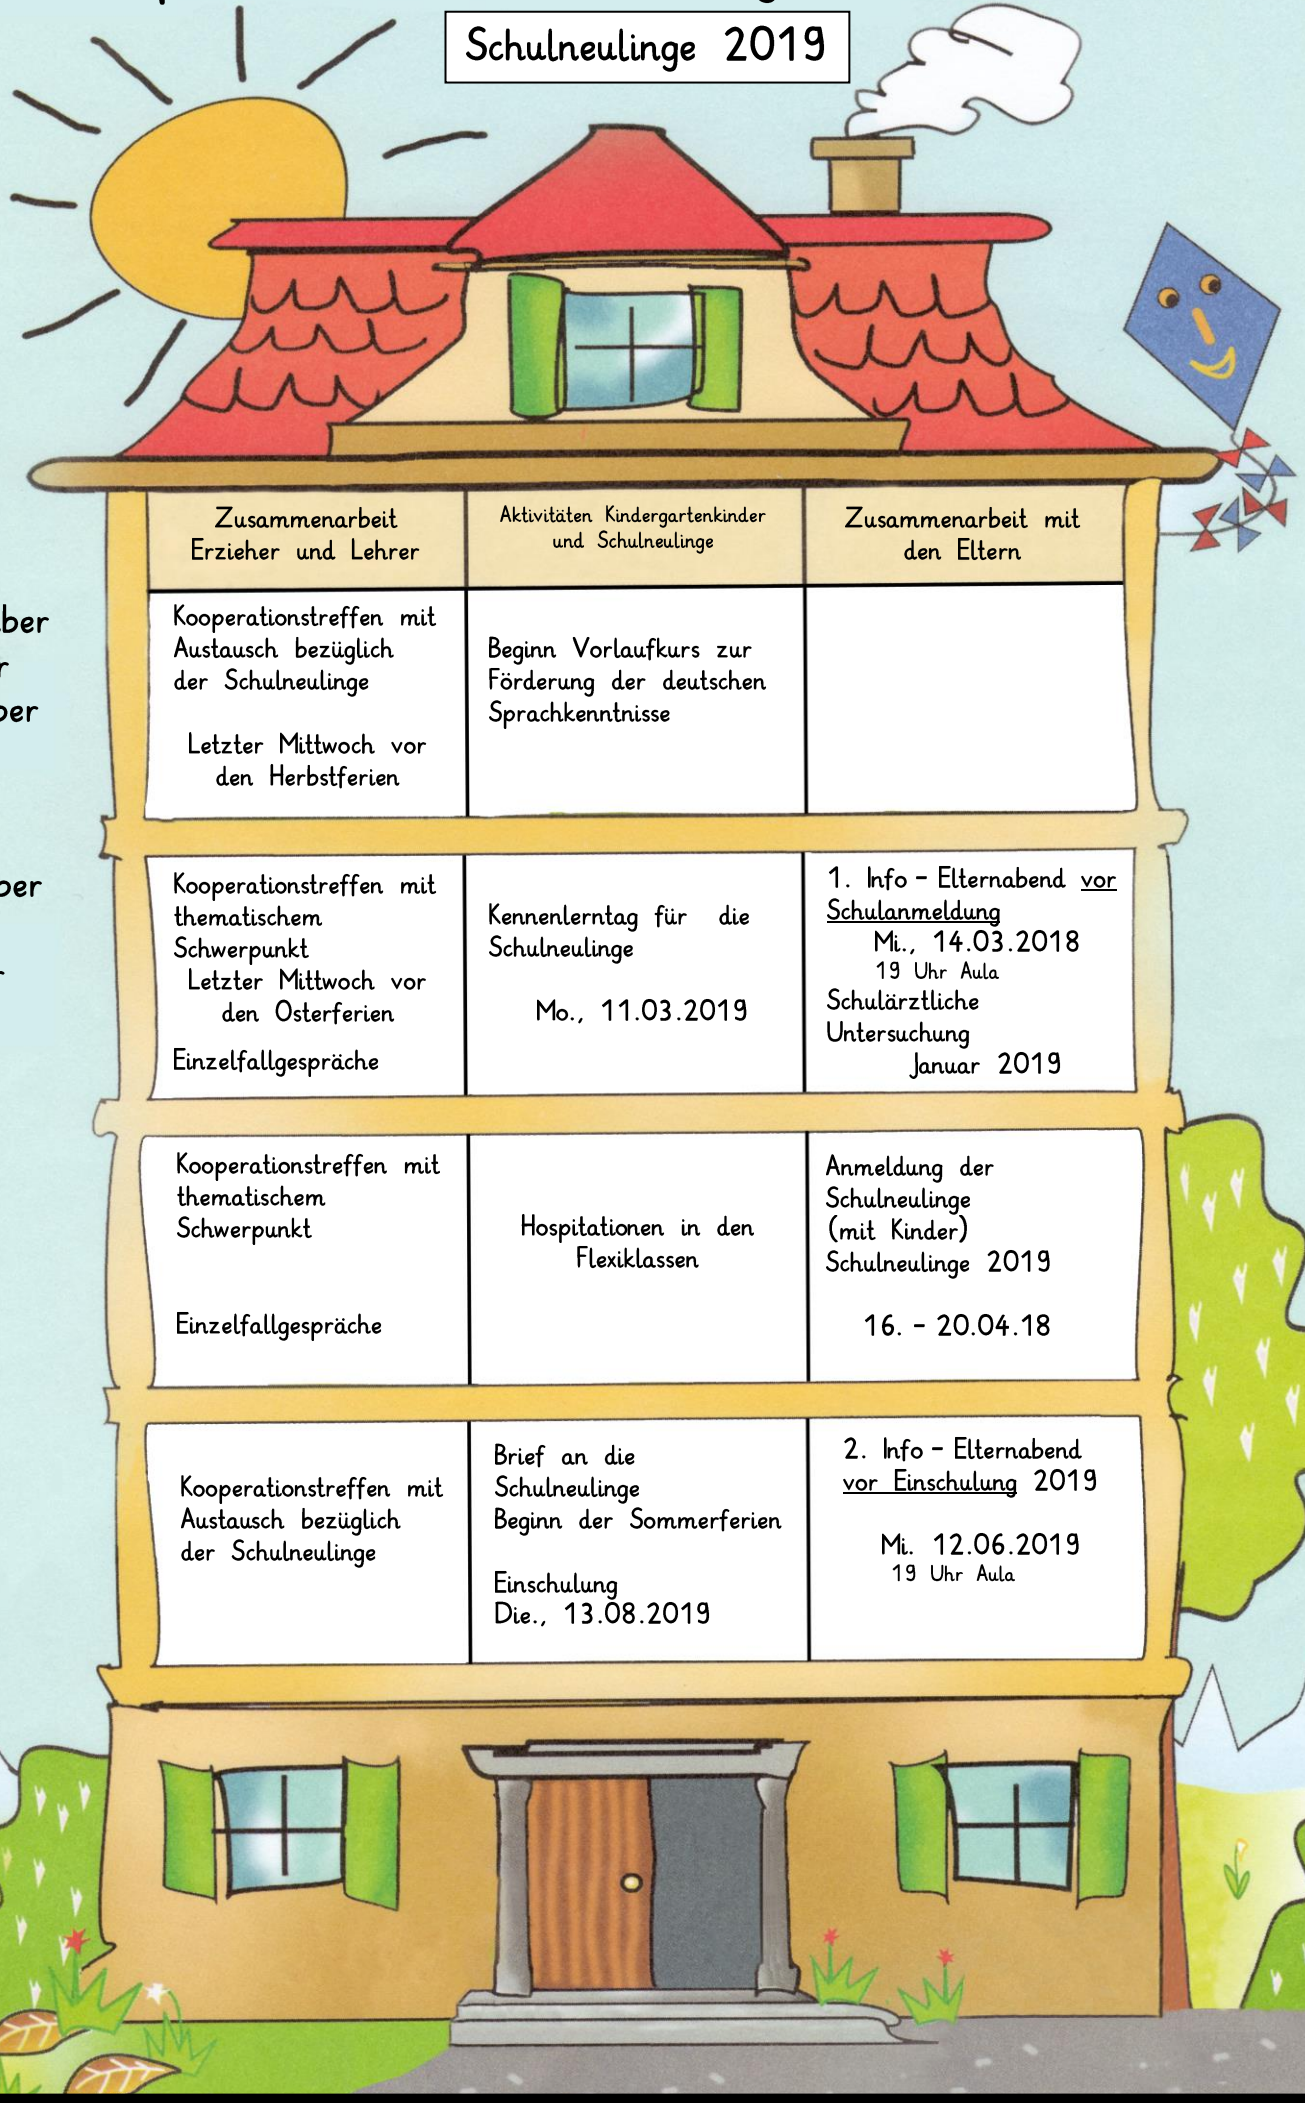 Schulneulinge 2019
Zusammenarbeit
Erzieher und Lehrer
Aktivitäten Kindergartenkinder
und Schulneulinge
Zusammenarbeit mit
den Eltern
Kooperationstreffen mit
Austausch bezüglich
der Schulneulinge
Letzter Mittwoch vor
den Herbstferien
Beginn Vorlaufkurs zur
Förderung der deutschen
Sprachkenntnisse
Kooperationstreffen mit
thematischem
Schwerpunkt
Letzter Mittwoch vor
den Osterferien
Einzelfallgespräche
Kennenlerntag für die
Schulneulinge
Mo., 11.03.2019
1. Info - Elternabend vor
Schulanmeldung
Mi., 14.03.2018
19 Uhr Aula
Schulärztliche
Untersuchung
Januar 2019
Kooperationstreffen mit
thematischem
Schwerpunkt
Einzelfallgespräche
Hospitationen in den
Flexiklassen
Anmeldung der
Schulneulinge
(mit Kinder)
Schulneulinge 2019
16. - 20.04.18
Kooperationstreffen mit
Austausch bezüglich
der Schulneulinge
Brief an die
Schulneulinge
Beginn der Sommerferien
Einschulung
Die., 13.08.2019
2. Info - Elternabend
vor Einschulung 2019
Mi. 12.06.2019
19 Uhr Aula